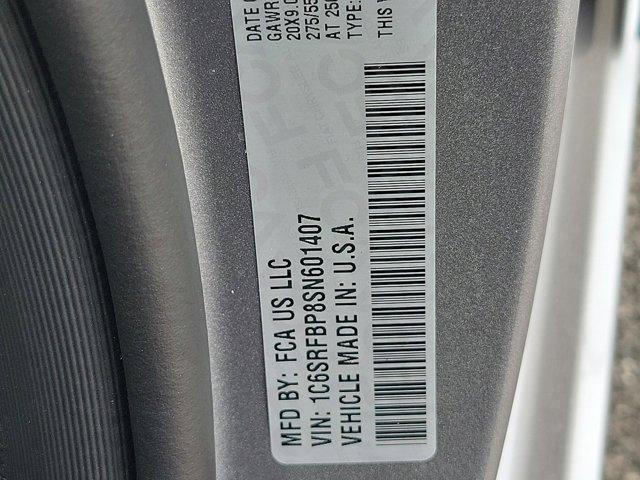 MFD BY: FCA US LLC
VIN: 1C6SRFBP8SN601407
VEHICLE MADE IN: U.S.A.
DATE
GAWR
20X9.0
275/55
AT 250
TYPE:
THIS